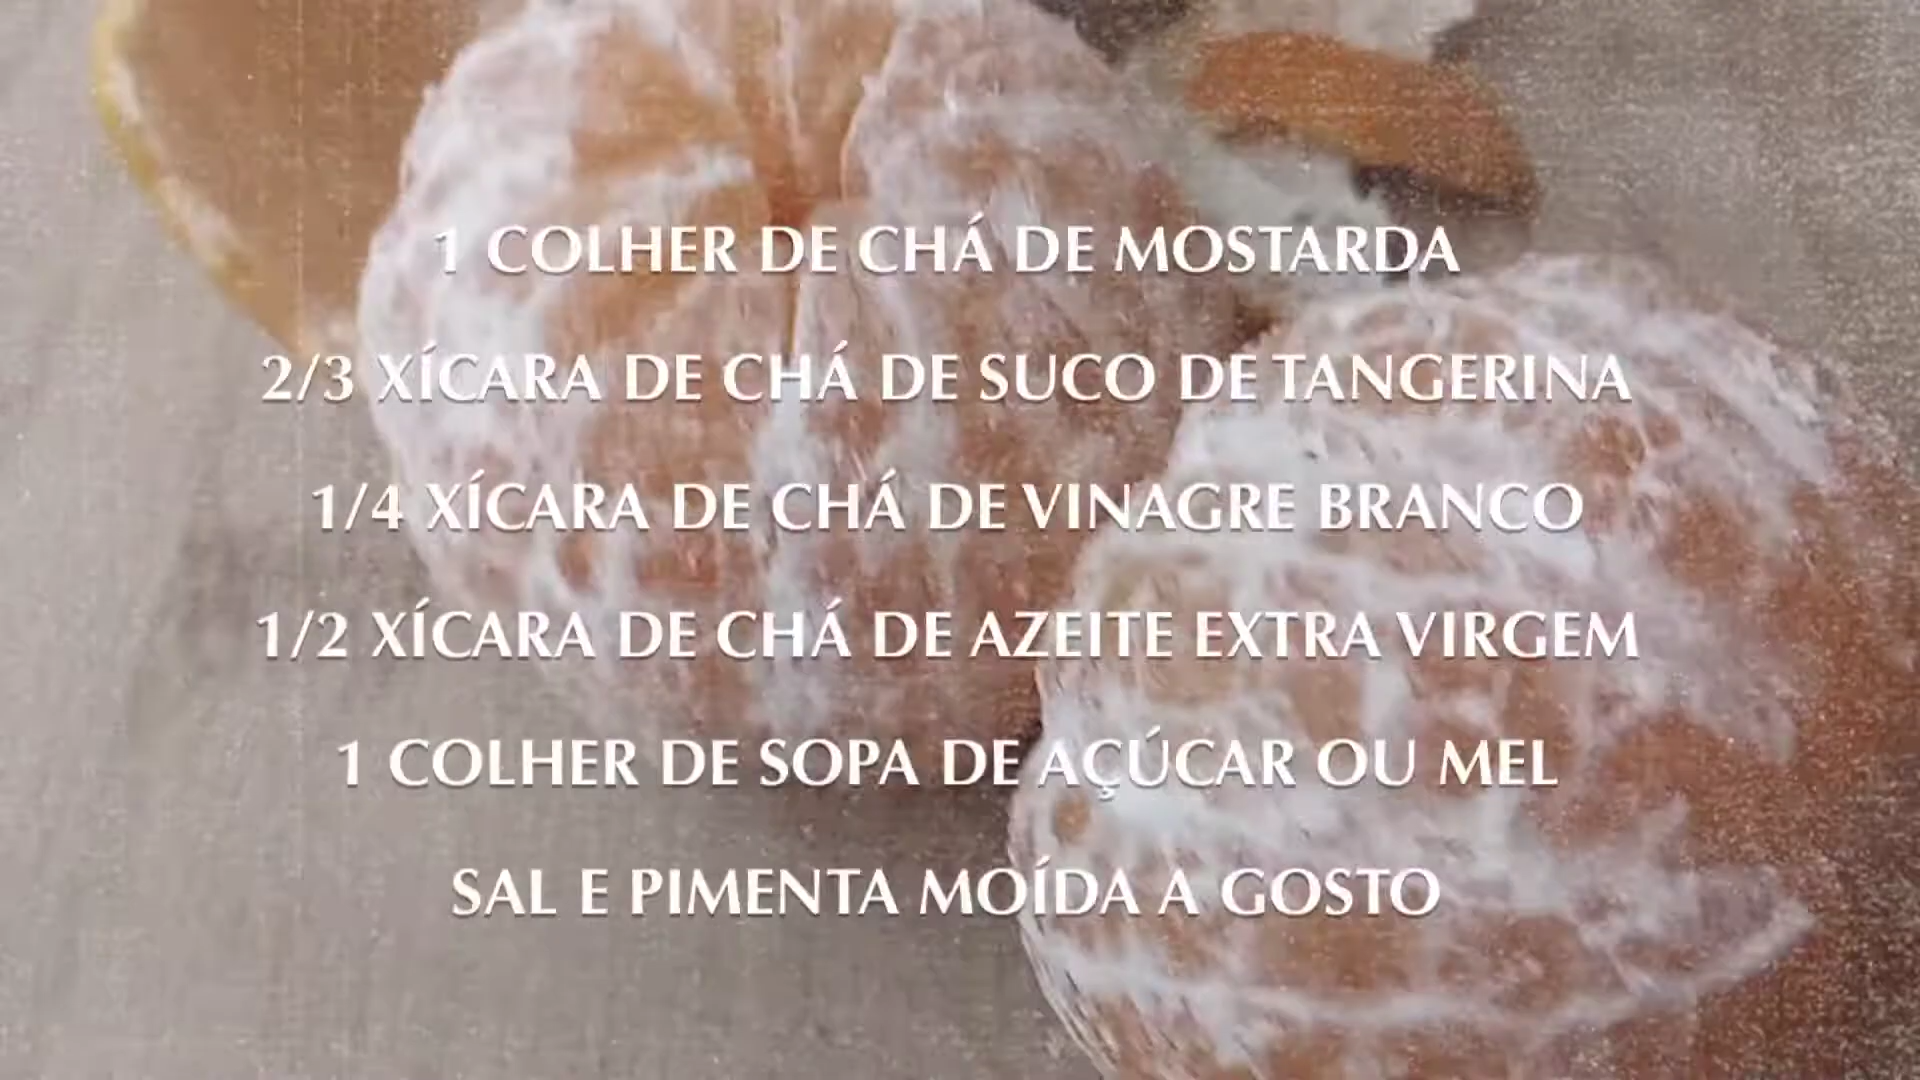 1 COLHER DE CHÁ DE MOSTARDA
2/3 XÍCARA DE CHÁ DE SUCO DE TANGERINA
1/4 XÍCARA DE CHÁ DE VINAGRE BRANCO
1/2 XÍCARA DE CHÁ DE AZEITE EXTRA VIRGEM
1 COLHER DE SOPA DE AÇÚCAR OU MEL
SAL E PIMENTA MOÍDA A GOSTO